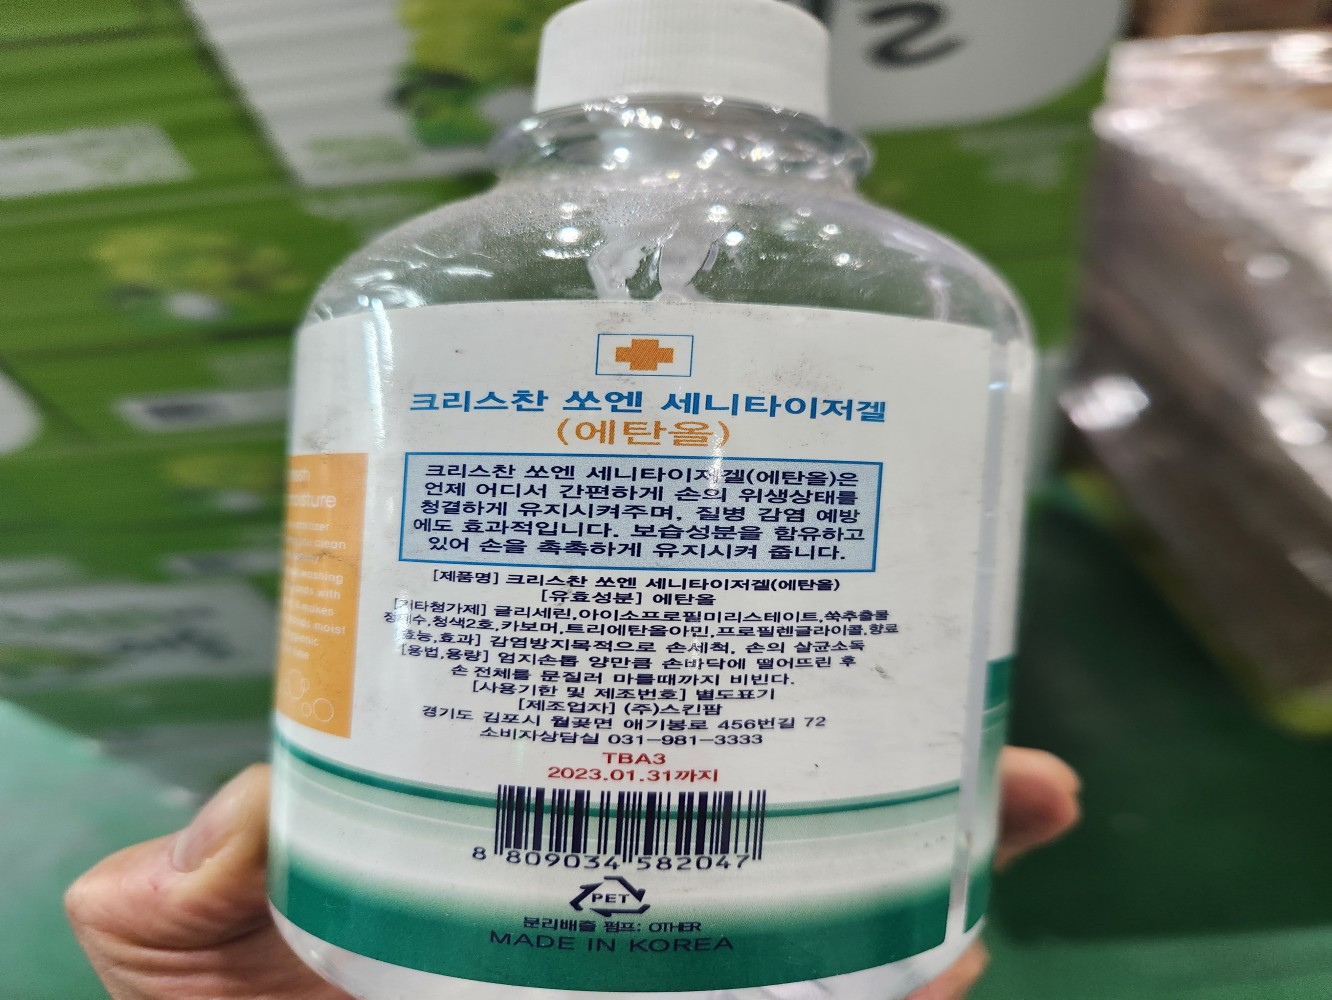 크리스찬 쏘엔 세니타이저겔
(에탄올)
크리스찬 쏘엔 세니타이저겔(에탄올)은
언제 어디서 간편하게 손의 위생상태를
청결하게 유지시켜주며, 질병 감염 예방
에도 효과적입니다. 보습성분을 함유하고
있어 손을 촉촉하게 유지시켜 줍니다.
[제품명] 크리스찬 쏘엔 세니타이저겔(에탄올)
[유효성분] 에탄올
[기타첨가제] 글리세린,아이소프로필미리스테이트,쑥추출물
정제수,청색2호,카보머,트리에탄올아민,프로필렌글라이콜,향료
[효능,효과] 감염방지목적으로 손세척, 손의 살균소독
[용법,용량] 엄지손톱 양만큼 손바닥에 떨어뜨린 후
손 전체를 문질러 마를때까지 비빈다.
[사용기한 및 제조번호] 별도표기
[제조업자] (주)스킨팜
경기도 김포시 월곶면 애기봉로 456번길 72
소비자상담실 031-981-3333
TBA3
2023.01.31까지
8 809034 582047
PET
분리배출 펌프: OTHER
MADE IN KOREA
clean
washing
with
makes
moist